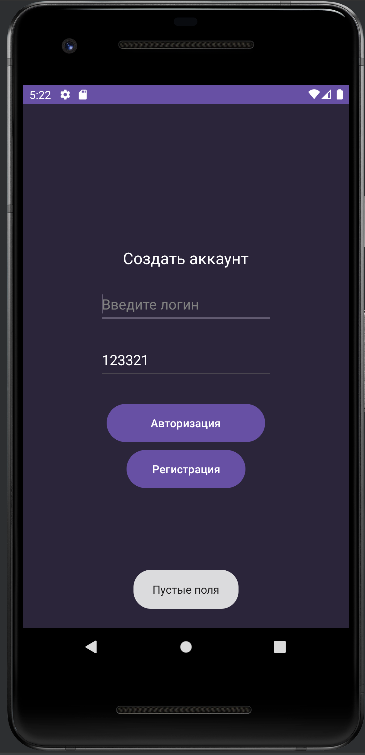 5:22
Создать аккаунт
Введите логин
123321
Авторизация
Регистрация
Пустые поля